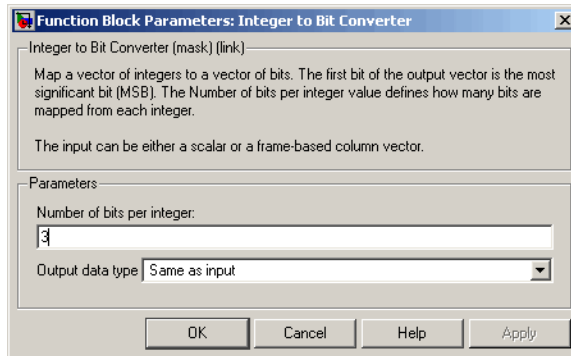 Function Block Parameters: Integer to Bit Converter
Integer to Bit Converter (mask) (link)
Map a vector of integers to a vector of bits. The first bit of the output vector is the most
significant bit (MSB). The Number of bits per integer value defines how many bits are
mapped from each integer.
The input can be either a scalar or a frame-based column vector.
Parameters
Number of bits per integer:
3
Output data type Same as input
OK Cancel Help Apply